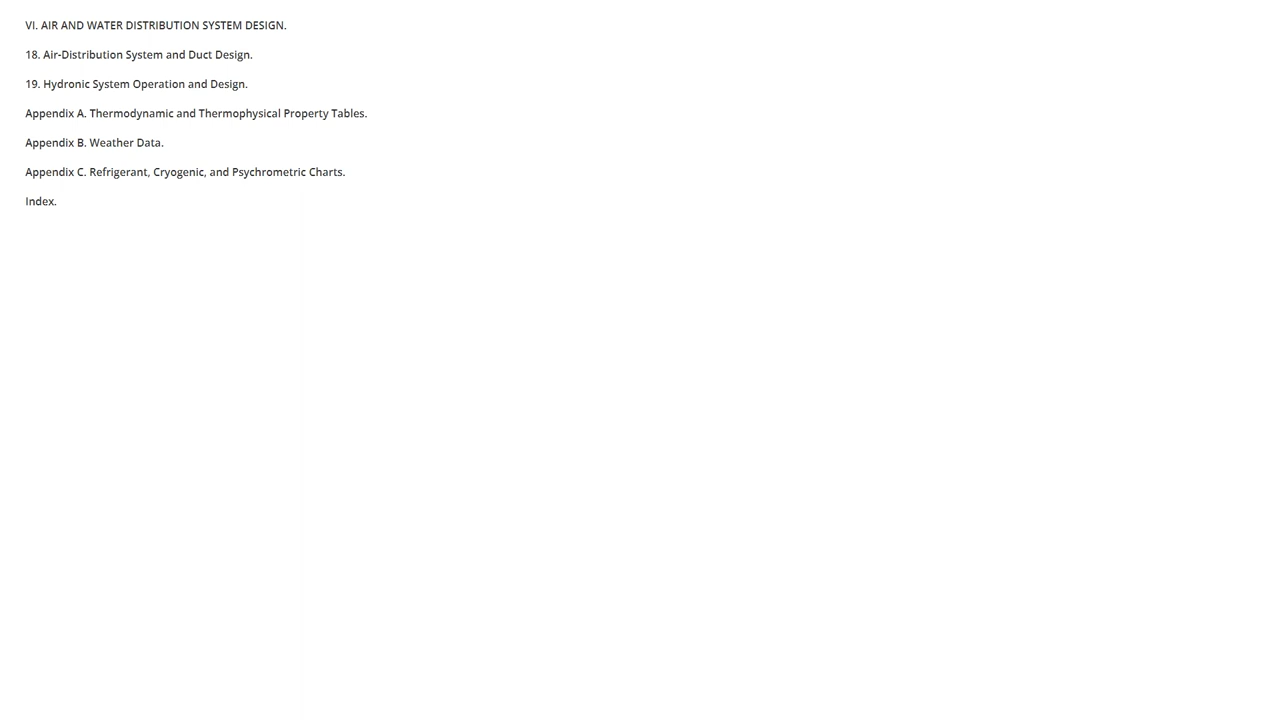 VI. AIR AND WATER DISTRIBUTION SYSTEM DESIGN.
18. Air-Distribution System and Duct Design.
19. Hydronic System Operation and Design.
Appendix A. Thermodynamic and Thermophysical Property Tables.
Appendix B. Weather Data.
Appendix C. Refrigerant, Cryogenic, and Psychrometric Charts.
Index.